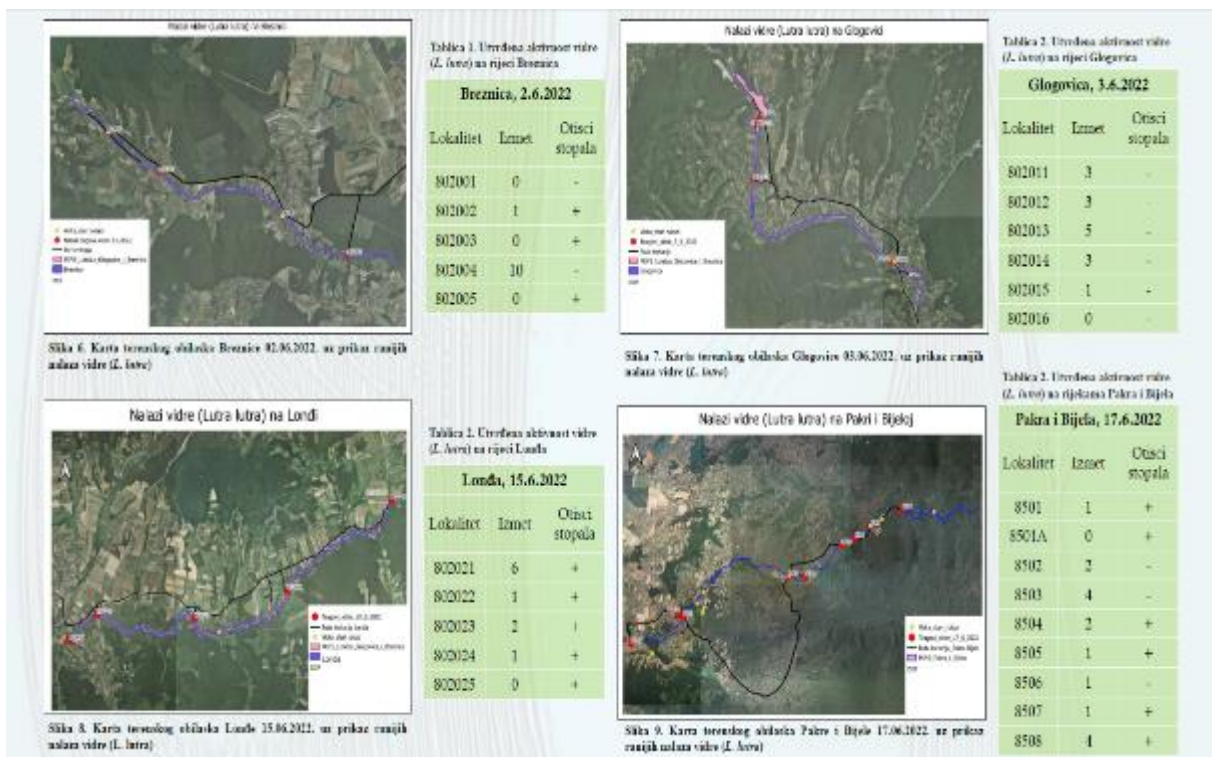 Tablica 1. Utvrđena aktivnost vidre
(L. lutra) na rijeci Breznica
Breznica, 2.6.2022
Lokalitet Izmet Otisci stopala
802001 0 -
802002 1 +
802003 0 +
802004 10 -
802005 0 +
Slika 6. Karta terenskog obilaska Breznice 02.06.2022. uz prikaz ranijih
nalaza vidre (L. lutra)
Nalazi vidre (Lutra lutra) na Glogovici
Tablica 2. Utvrđena aktivnost vidre
(L. lutra) na rijeci Glogovica
Glogovica, 3.6.2022
Lokalitet Izmet Otisci stopala
802011 3 -
802012 3 -
802013 5 -
802014 3 -
802015 1
802016 0 -
Slika 7. Karta terenskog obilaska Glogovice 03.06.2022. uz prikaz ranijih
nalaza vidre (L. lutra)
Nalazi vidre (Lutra lutra) na Lonđi
Tablica 2. Utvrđena aktivnost vidre
(L. lutra) na rijeci Lonđa
Lonđa, 15.6.2022
Lokalitet Izmet Otisci stopala
802021 6 +
802022 1 +
802023 2 +
802024 1 +
802025 0 +
Lonđa
Slika 8. Karta terenskog obilaska Lonđe 15.06.2022. uz prikaz ranijih
nalaza vidre (L. lutra)
Nalazi vidre (Lutra lutra) na Pakri i Bijeloj
Tablica 2. Utvrđena aktivnost vidre
(L. lutra) na rijekama Pakra i Bijela
Pakra i Bijela, 17.6.2022
Lokalitet Izmet Otisci stopala
8501 1 +
8501A 0 +
8502 2 -
8503 4 -
8504 2 +
8505 1 +
8506 1 -
8507 1 +
8508 4 +
Slika 9. Karta terenskog obilaska Pakre i Bijele 17.06.2022. uz prikaz
ranijih nalaza vidre (L. lutra)